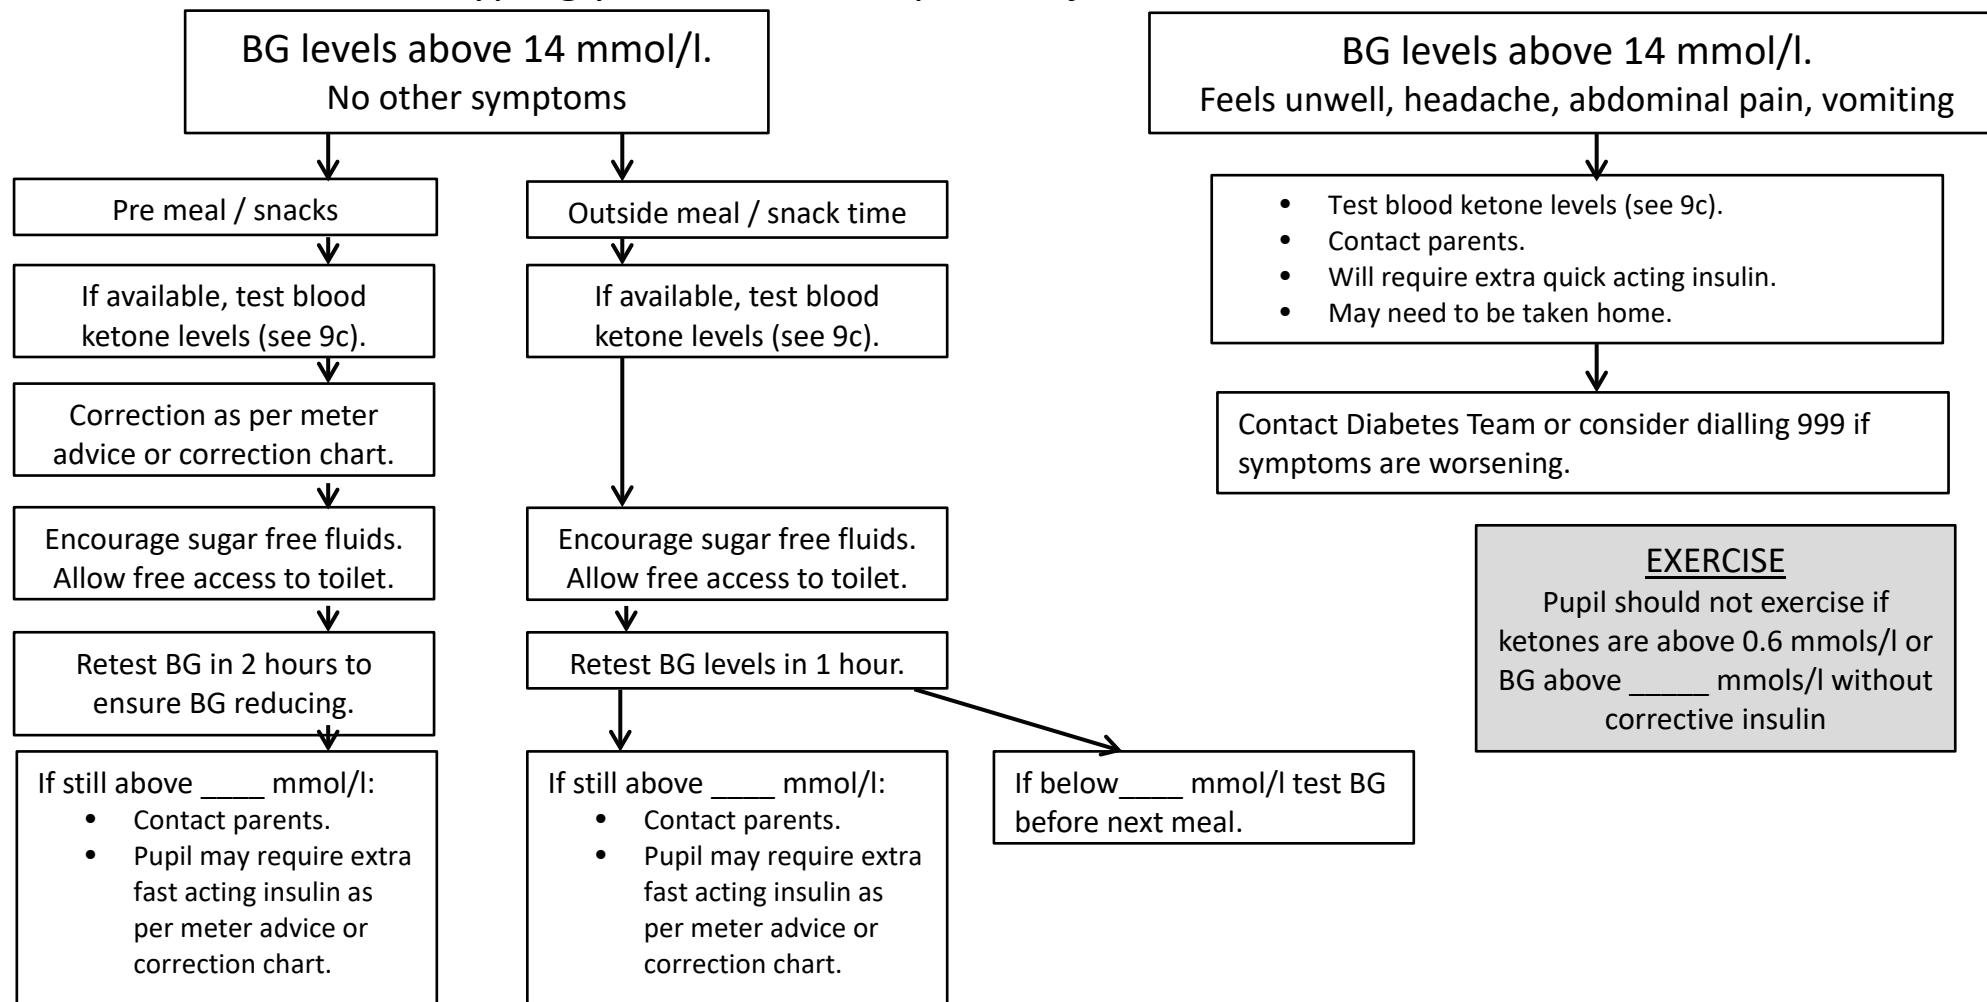 BG levels above 14 mmol/l.
No other symptoms
Pre meal / snacks
If available, test blood
ketone levels (see 9c).
Correction as per meter
advice or correction chart.
Encourage sugar free fluids.
Allow free access to toilet.
Retest BG in 2 hours to
ensure BG reducing.
If still above ____ mmol/l:
• Contact parents.
• Pupil may require extra
fast acting insulin as
per meter advice or
correction chart.
Outside meal / snack time
If available, test blood
ketone levels (see 9c).
Encourage sugar free fluids.
Allow free access to toilet.
Retest BG levels in 1 hour.
If still above ____ mmol/l:
• Contact parents.
• Pupil may require extra
fast acting insulin as
per meter advice or
correction chart.
If below____ mmol/l test BG
before next meal.
BG levels above 14 mmol/l.
Feels unwell, headache, abdominal pain, vomiting
• Test blood ketone levels (see 9c).
• Contact parents.
• Will require extra quick acting insulin.
• May need to be taken home.
Contact Diabetes Team or consider dialling 999 if
symptoms are worsening.
EXERCISE
Pupil should not exercise if
ketones are above 0.6 mmols/l or
BG above _____ mmols/l without
corrective insulin